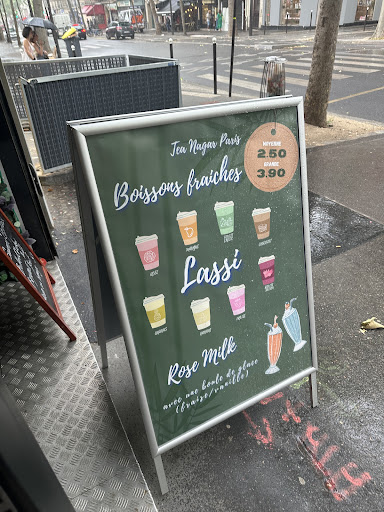 Tea Nagar Paris
Boissons fraîches
MOYENNE
2.50
GRANDE
3.90
Lassi
Rose Milk
avec une boule de glace
(fraise/vanille)